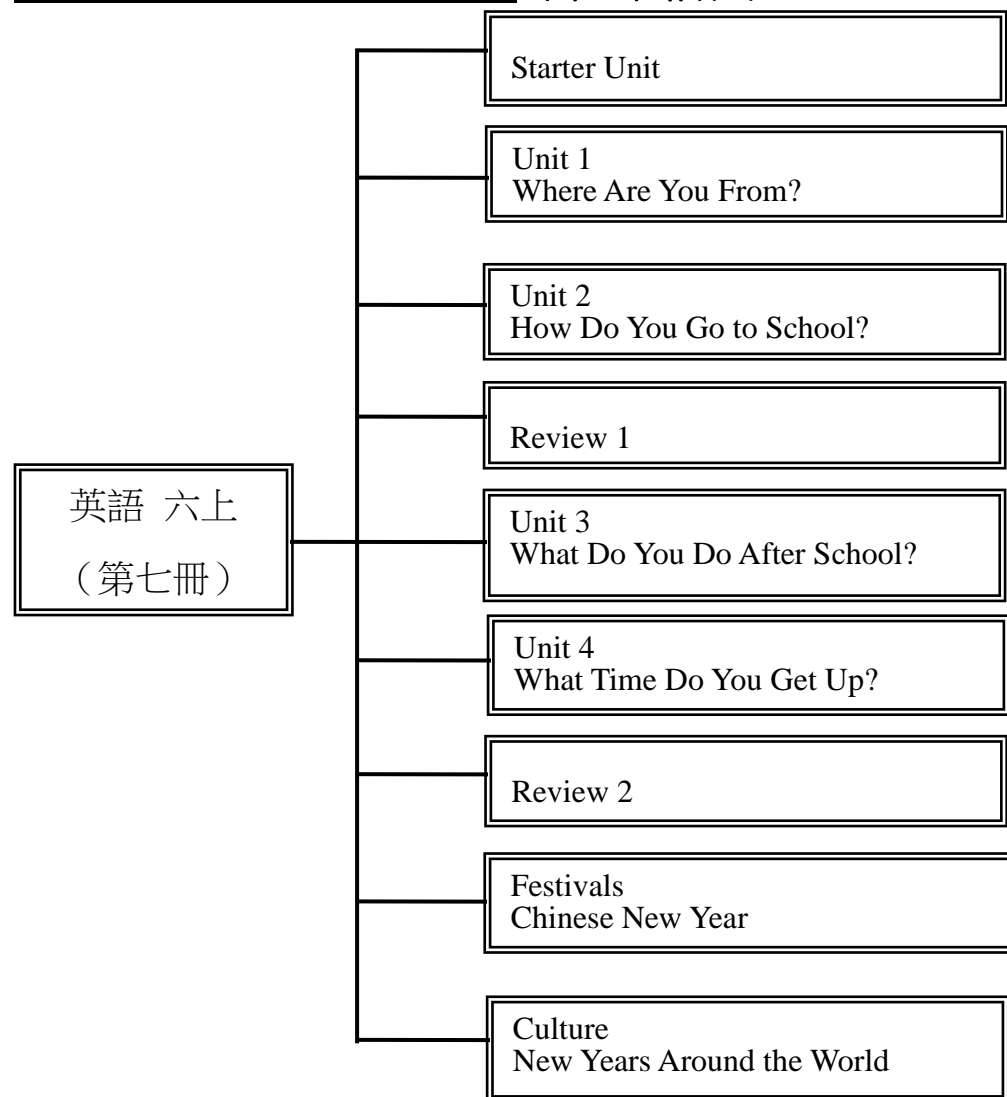 Starter Unit
Unit 1
Where Are You From?
Unit 2
How Do You Go to School?
Review 1
英語 六上
（第七冊）
Unit 3
What Do You Do After School?
Unit 4
What Time Do You Get Up?
Review 2
Festivals
Chinese New Year
Culture
New Years Around the World